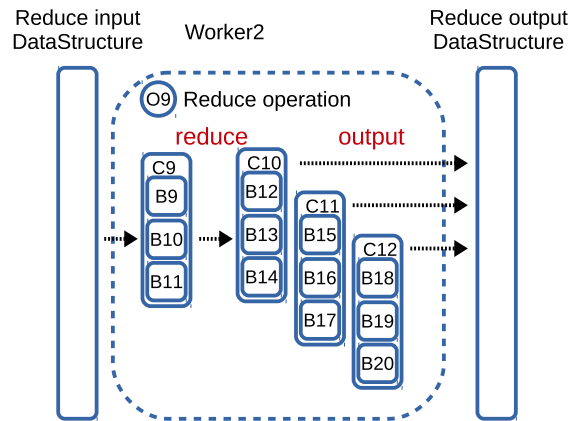 Reduce input
DataStructure
Worker2
Reduce output
DataStructure
O9 Reduce operation
reduce
output
C9
B9
B10
B11
C10
B12
B13
B14
C11
B15
B16
B17
C12
B18
B19
B20